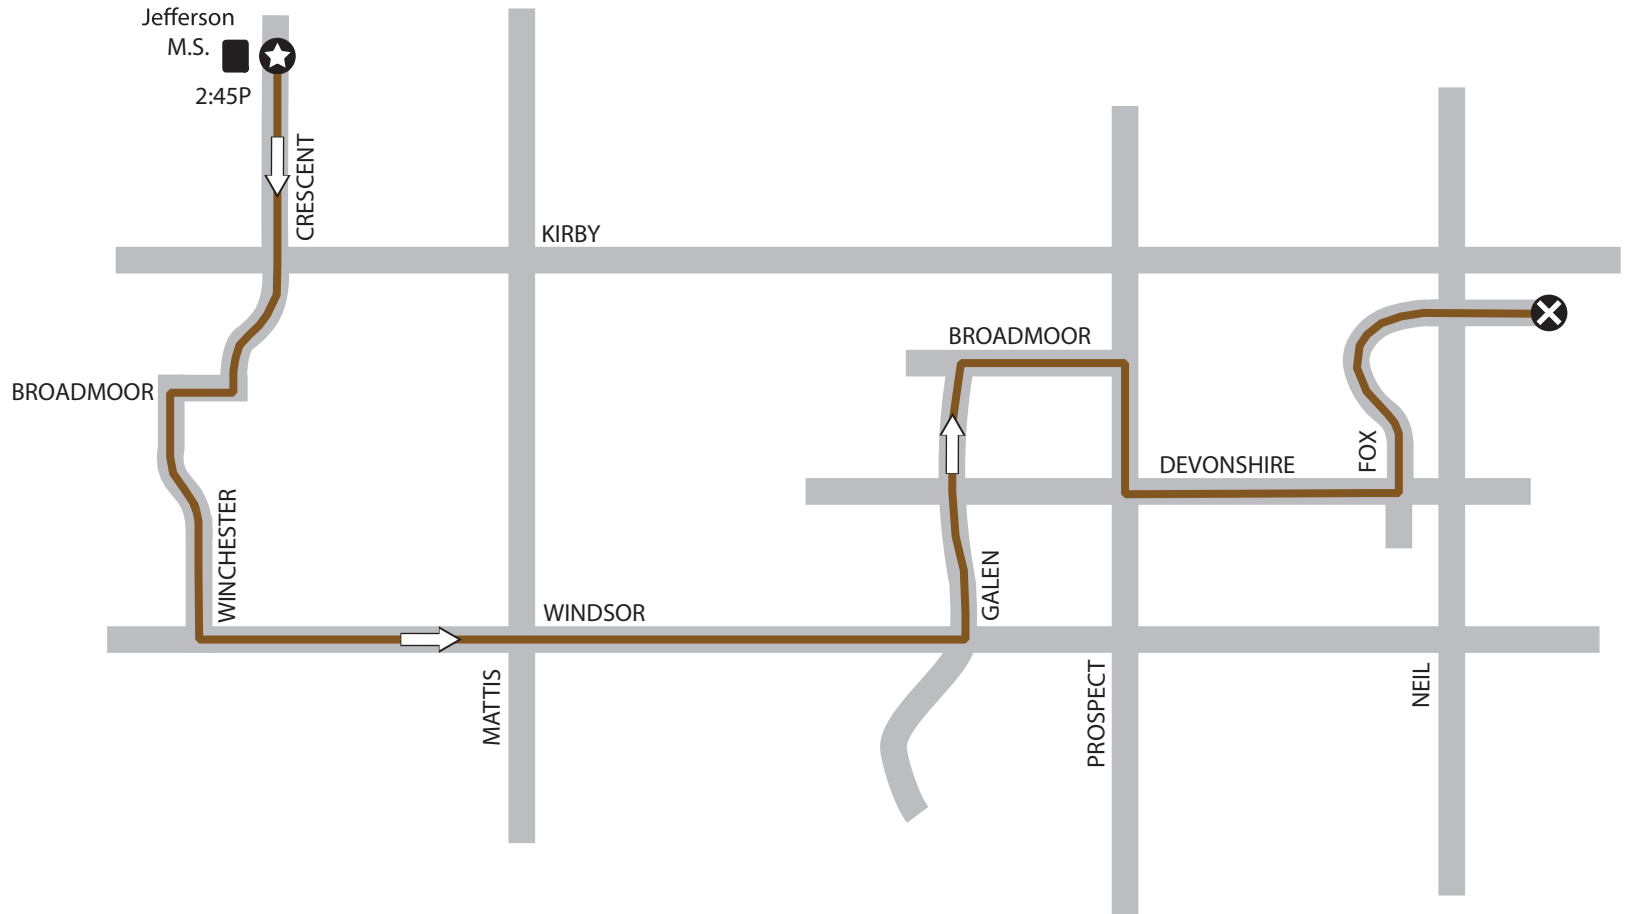 Jefferson
M.S.
2:45P
CRESCENT
KIRBY
BROADMOOR
BROADMOOR
DEVONSHIRE
FOX
WINCHESTER
WINDSOR
GALEN
MATTIS
PROSPECT
NEIL